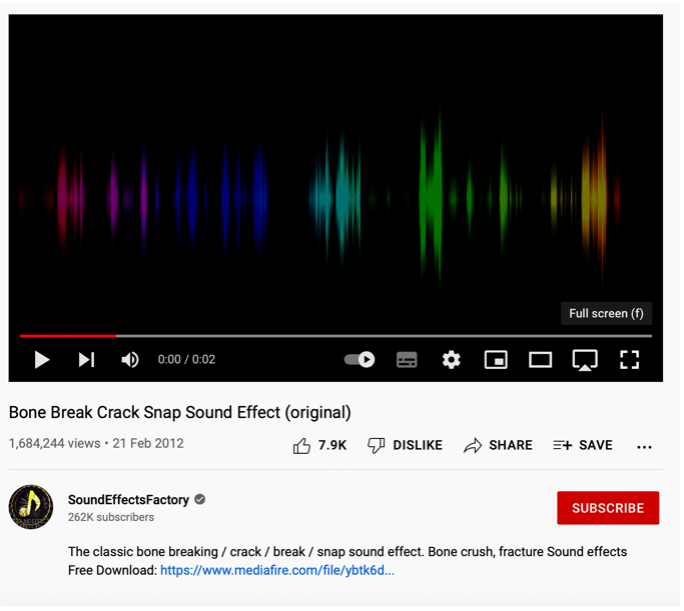 Full screen (f)
0:00 / 0:02
Bone Break Crack Snap Sound Effect (original)
1,684,244 views • 21 Feb 2012
7.9K DISLIKE SHARE SAVE ...
SoundEffectsFactory
262K subscribers
SUBSCRIBE
The classic bone breaking / crack / break / snap sound effect. Bone crush, fracture Sound effects
Free Download: https://www.mediafire.com/file/ybtk6d...